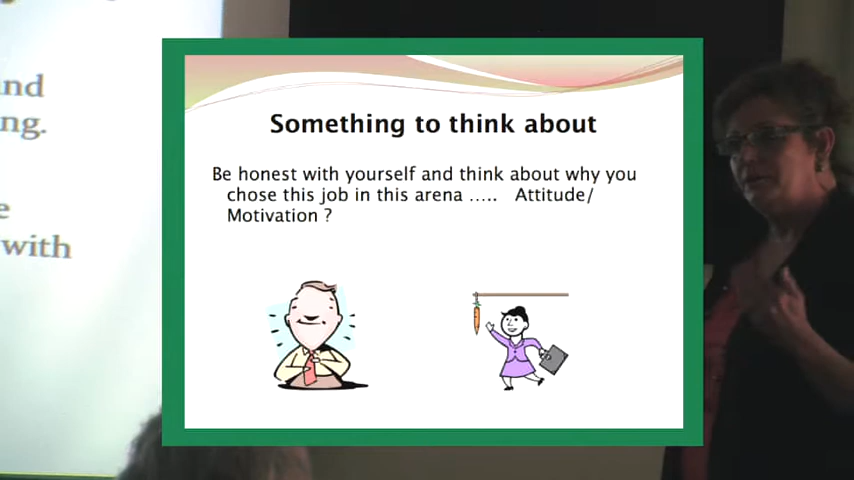 nd
ng.
e
with
Something to think about
Be honest with yourself and think about why you
chose this job in this arena ..... Attitude/
Motivation ?